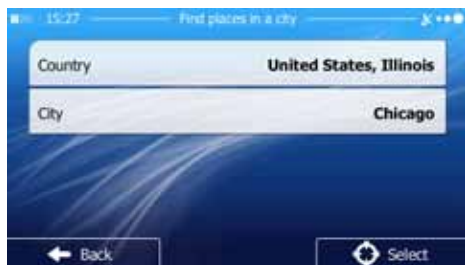 15:27 Find places in a city
Country United States, Illinois
City Chicago
Back Select